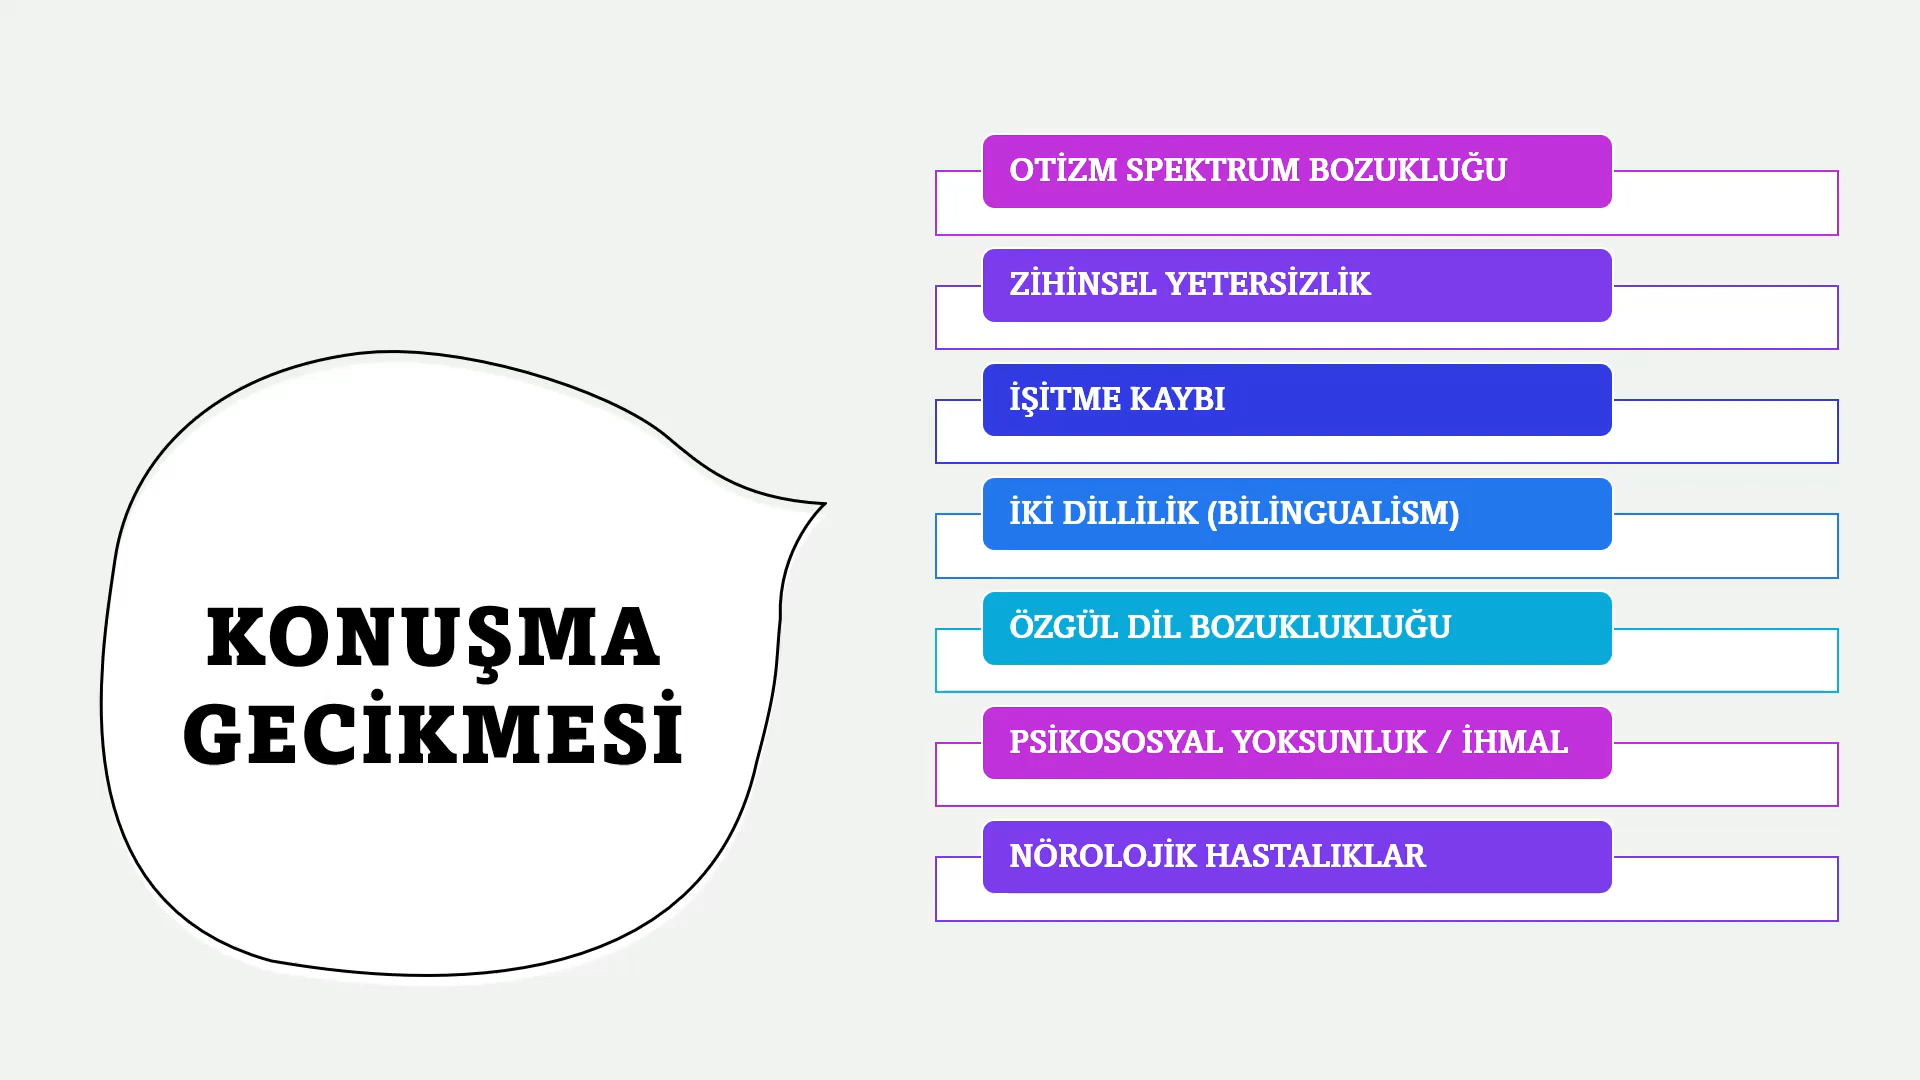 KONUŞMA
GECİKMESİ
OTİZM SPEKTRUM BOZUKLUĞU
ZİHİNSEL YETERSİZLİK
İŞİTME KAYBI
İKİ DİLLİLİK (BİLİNGUALİSM)
ÖZGÜL DİL BOZUKLUKLUĞU
PSİKOSOSYAL YOKSUNLUK / İHMAL
NÖROLOJİK HASTALIKLAR